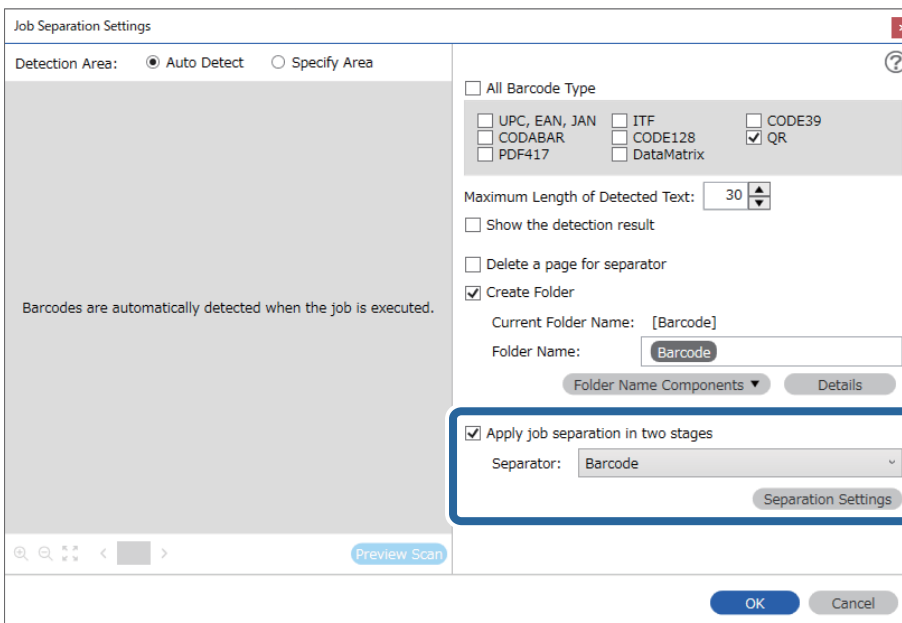 Job Separation Settings
Detection Area: Auto Detect Specify Area
All Barcode Type
UPC, EAN, JAN ITF CODE39
CODABAR CODE128 QR
PDF417 DataMatrix
Maximum Length of Detected Text: 30
Show the detection result
Delete a page for separator
Create Folder
Current Folder Name: [Barcode]
Folder Name: Barcode
Folder Name Components Details
Barcodes are automatically detected when the job is executed.
Apply job separation in two stages
Separator: Barcode
Separation Settings
Preview Scan
OK Cancel